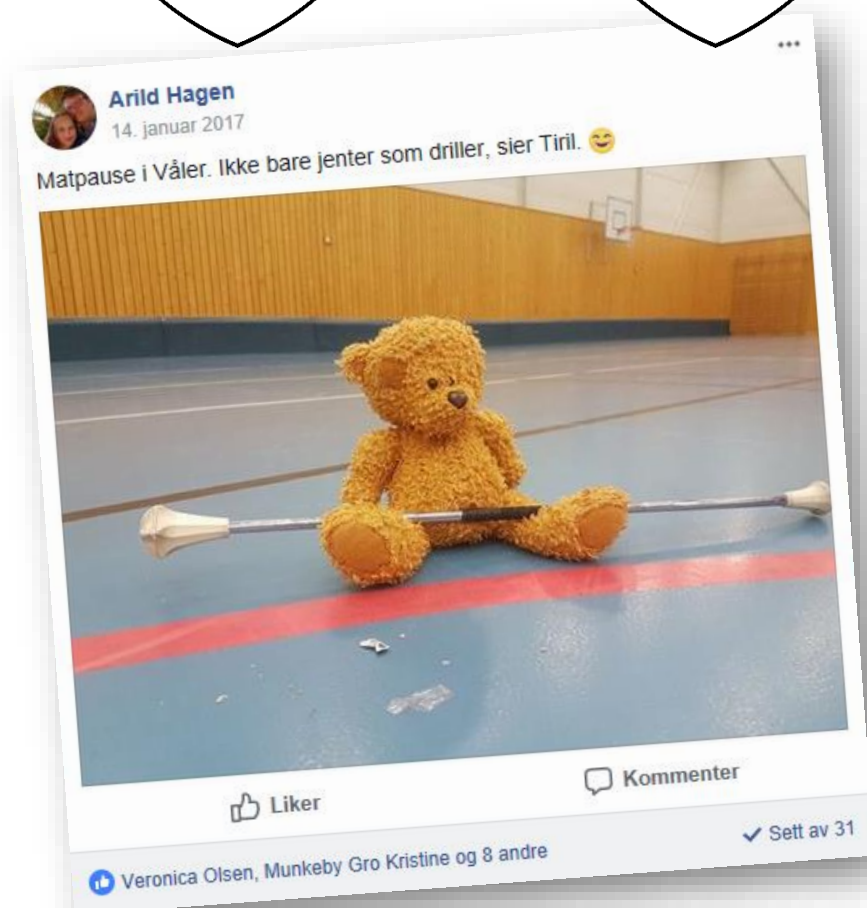 Arild Hagen
14. januar 2017
Matpause i Våler. Ikke bare jenter som driller, sier Tiril. 😄
Liker
Kommenter
Veronica Olsen, Munkeby Gro Kristine og 8 andre
Sett av 31